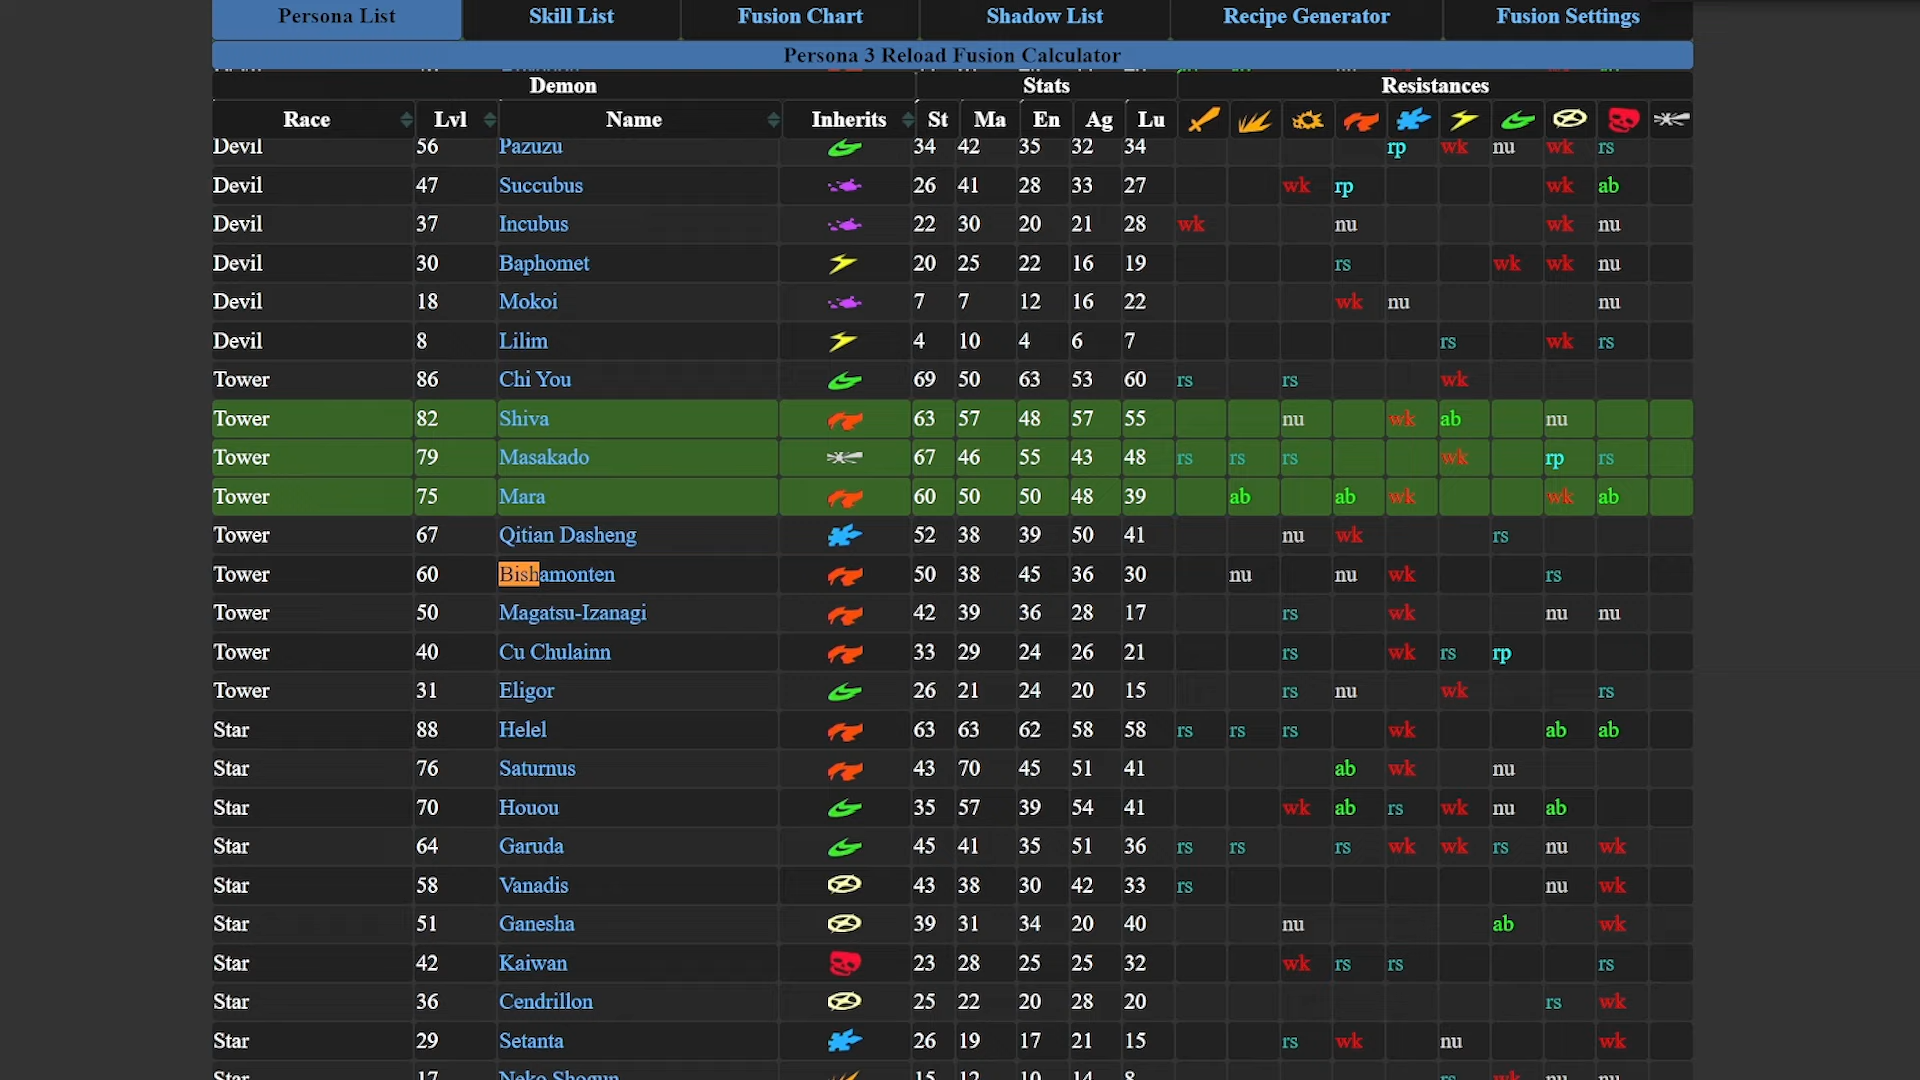 Persona List Skill List Fusion Chart Shadow List Recipe Generator Fusion Settings
Persona 3 Reload Fusion Calculator
Demon Stats Resistances
Race Lvl Name Inherits St Ma En Ag Lu
Devil 56 Pazuzu 34 42 35 32 34 rp wk nu wk rs
Devil 47 Succubus 26 41 28 33 27 wk rp wk ab
Devil 37 Incubus 22 30 20 21 28 wk nu wk nu
Devil 30 Baphomet 20 25 22 16 19 rs wk wk nu
Devil 18 Mokoi 7 7 12 16 22 wk nu nu
Devil 8 Lilim 4 10 4 6 7 rs wk rs
Tower 86 Chi You 69 50 63 53 60 rs rs wk
Tower 82 Shiva 63 57 48 57 55 nu wk ab nu
Tower 79 Masakado 67 46 55 43 48 rs rs rs wk rp rs
Tower 75 Mara 60 50 50 48 39 ab ab wk wk ab
Tower 67 Qitian Dasheng 52 38 39 50 41 nu wk rs
Tower 60 Bishamonten 50 38 45 36 30 nu nu wk rs
Tower 50 Magatsu-Izanagi 42 39 36 28 17 rs wk nu nu
Tower 40 Cu Chulainn 33 29 24 26 21 rs wk rs rp
Tower 31 Eligor 26 21 24 20 15 rs nu wk rs
Star 88 Helel 63 63 62 58 58 rs rs rs wk ab ab
Star 76 Saturnus 43 70 45 51 41 ab wk nu
Star 70 Houou 35 57 39 54 41 wk ab rs wk nu ab
Star 64 Garuda 45 41 35 51 36 rs rs rs wk wk rs nu wk
Star 58 Vanadis 43 38 30 42 33 rs nu wk
Star 51 Ganesha 39 31 34 20 40 nu ab wk
Star 42 Kaiwan 23 28 25 25 32 wk rs rs rs
Star 36 Cendrillon 25 22 20 28 20 rs wk
Star 29 Setanta 26 19 17 21 15 rs wk nu wk
Star 17 Neko Shogun 15 12 10 14 8 rs wk nu nu